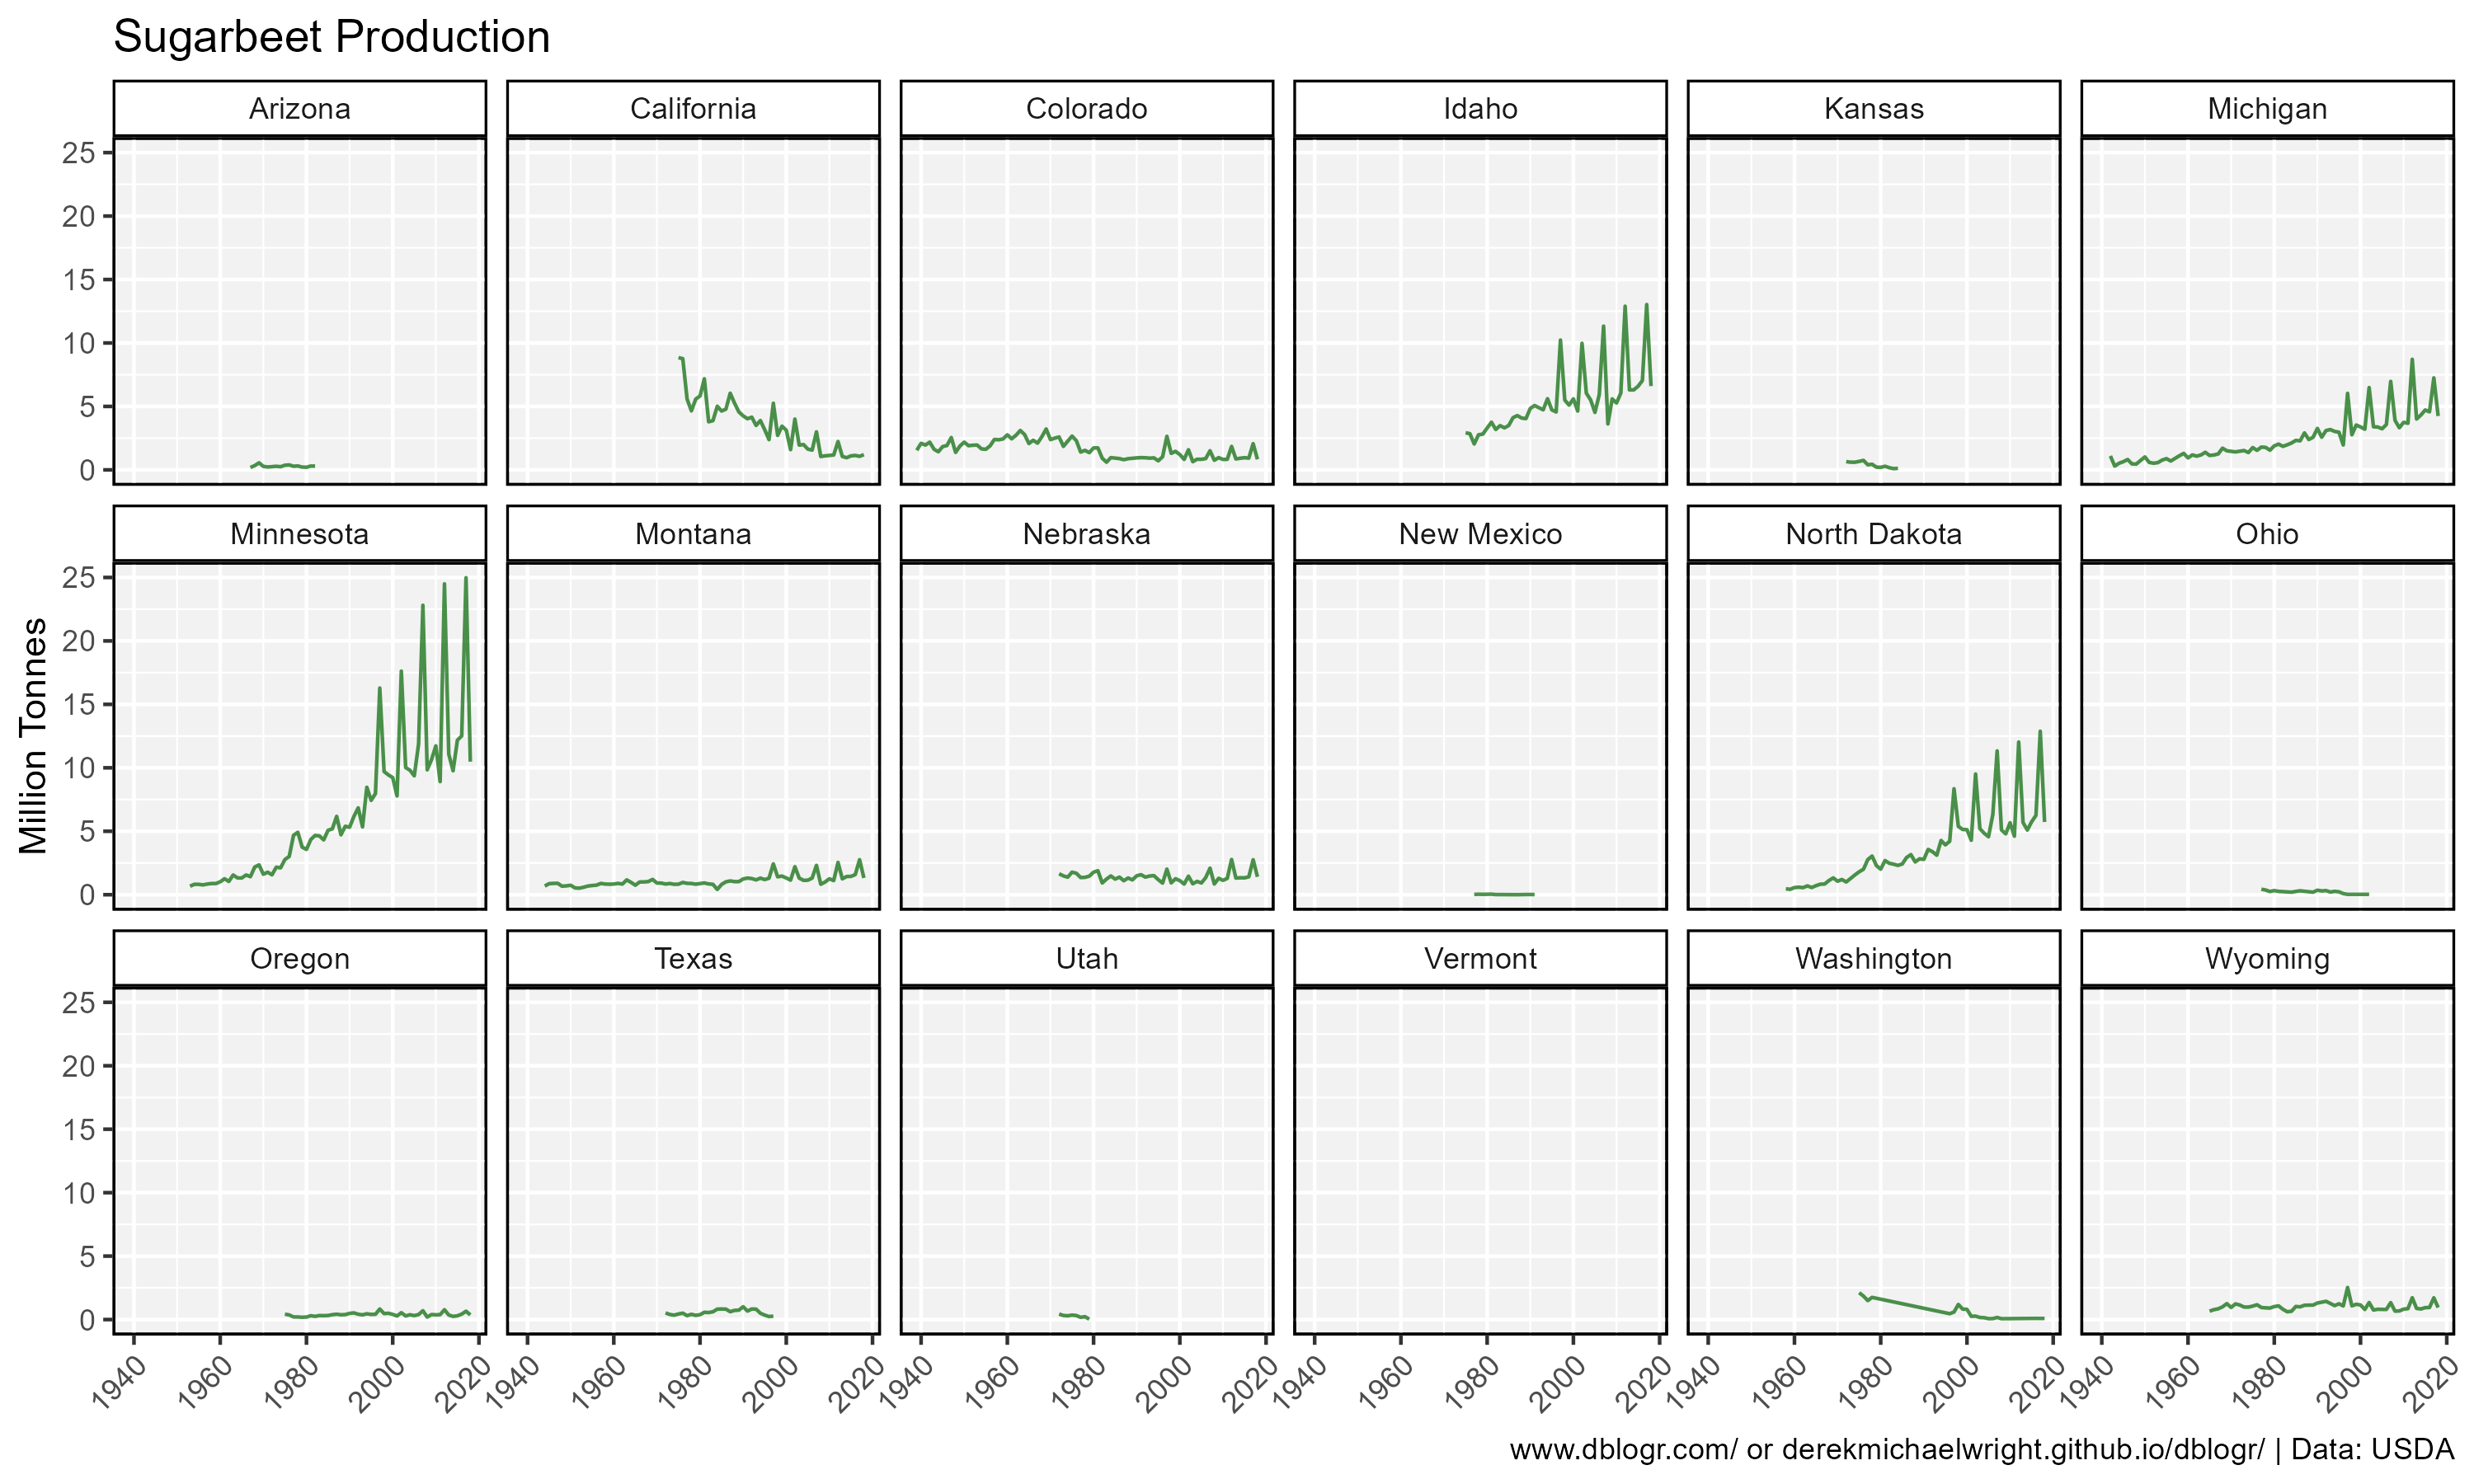 Sugarbeet Production
Arizona California Colorado Idaho Kansas Michigan
25
20
15
10
5
0
Minnesota Montana Nebraska New Mexico North Dakota Ohio
25
20
15
10
5
0
Million Tonnes
Oregon Texas Utah Vermont Washington Wyoming
25
20
15
10
5
0
1940 1960 1980 2000 2020 1940 1960 1980 2000 2020 1940 1960 1980 2000 2020 1940 1960 1980 2000 2020 1940 1960 1980 2000 2020 1940 1960 1980 2000 2020
www.dblogr.com/ or derekmichaelwright.github.io/dblogr/ | Data: USDA